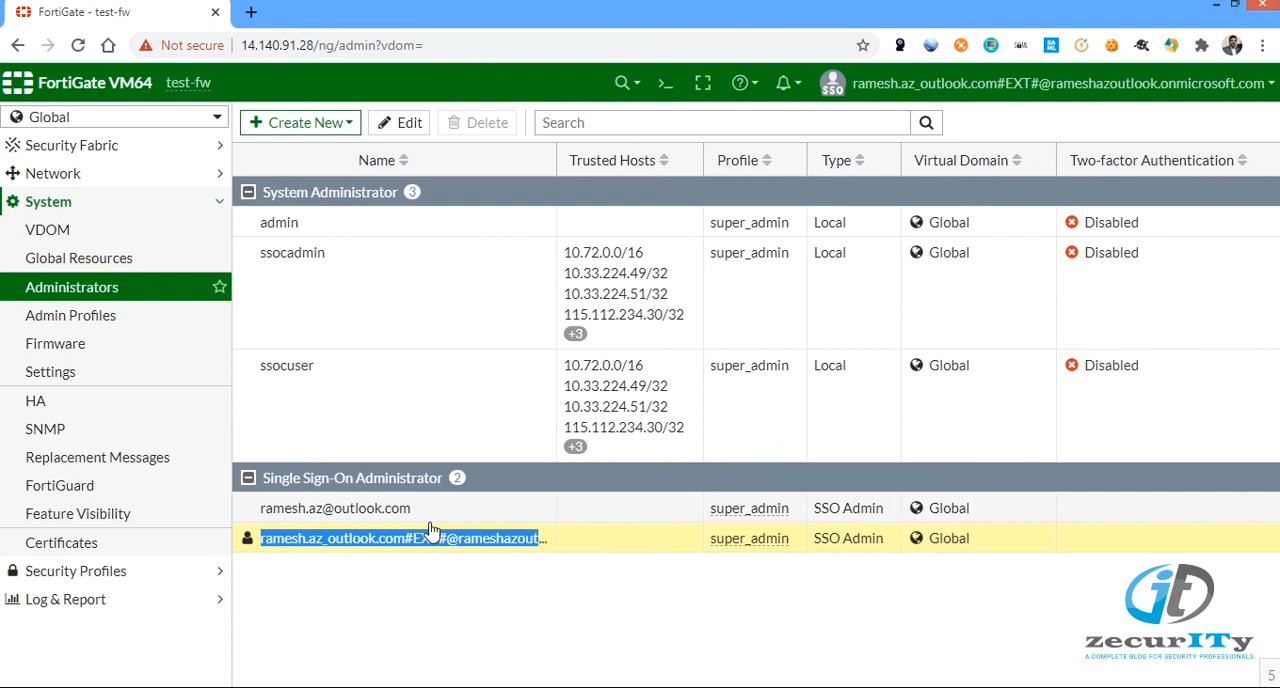 FortiGate - test-fw
Not secure 14.140.91.28/ng/admin?vdom=
FortiGate VM64 test-fw
SSO ramesh.az_outlook.com#EXT#@rameshazoutlook.onmicrosoft.com
Global
Security Fabric
Network
System
VDOM
Global Resources
Administrators
Admin Profiles
Firmware
Settings
HA
SNMP
Replacement Messages
FortiGuard
Feature Visibility
Certificates
Security Profiles
Log & Report
+ Create New Edit Delete Search
Name Trusted Hosts Profile Type Virtual Domain Two-factor Authentication
System Administrator 3
admin super_admin Local Global Disabled
ssocadmin 10.72.0.0/16 super_admin Local Global Disabled
10.33.224.49/32
10.33.224.51/32
115.112.234.30/32
+3
ssocuser 10.72.0.0/16 super_admin Local Global Disabled
10.33.224.49/32
10.33.224.51/32
115.112.234.30/32
+3
Single Sign-On Administrator 2
ramesh.az@outlook.com super_admin SSO Admin Global
ramesh.az_outlook.com#EXT#@rameshazout... super_admin SSO Admin Global
it
zecurITy
A COMPLETE BLOG FOR SECURITY PROFESSIONALS
5